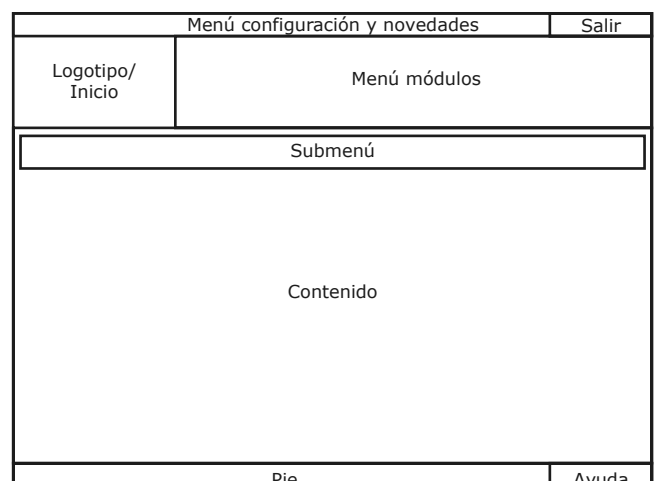 Menú configuración y novedades
Salir
Logotipo/
Inicio
Menú módulos
Submenú
Contenido
Pie
Ayuda